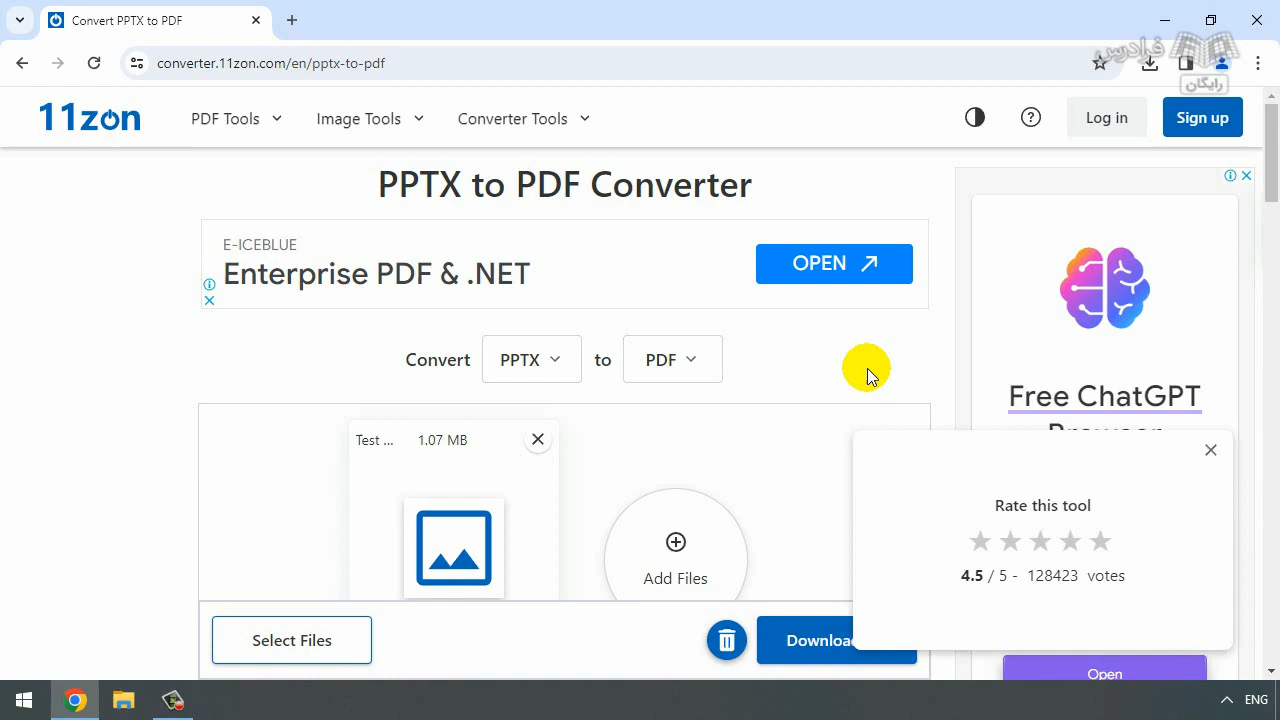 Convert PPTX to PDF
converter.11zon.com/en/pptx-to-pdf
فرادرس
رایگان
11zon
PDF Tools
Image Tools
Converter Tools
Log in
Sign up
PPTX to PDF Converter
E-ICEBLUE
Enterprise PDF & .NET
OPEN
Convert
PPTX
to
PDF
Free ChatGPT
Browser
Test ...
1.07 MB
Add Files
Rate this tool
4.5 / 5 - 128423 votes
Select Files
Download
Open
ENG